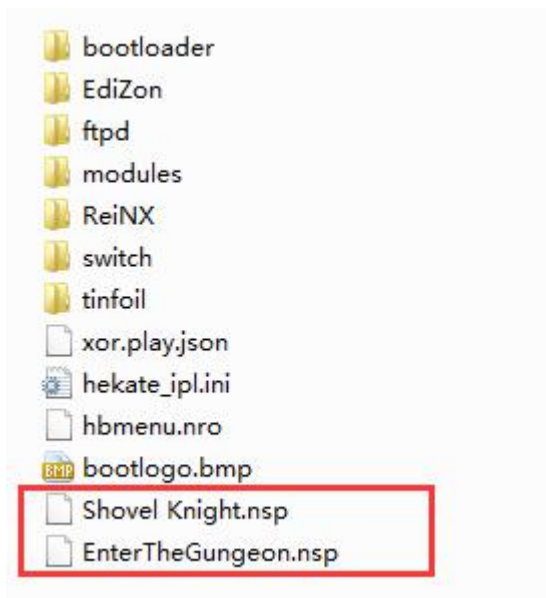 bootloader
EdiZon
ftpd
modules
ReiNX
switch
tinfoil
xor.play.json
hekate_ipl.ini
hbmenu.nro
BMP bootlogo.bmp
Shovel Knight.nsp
EnterTheGungeon.nsp